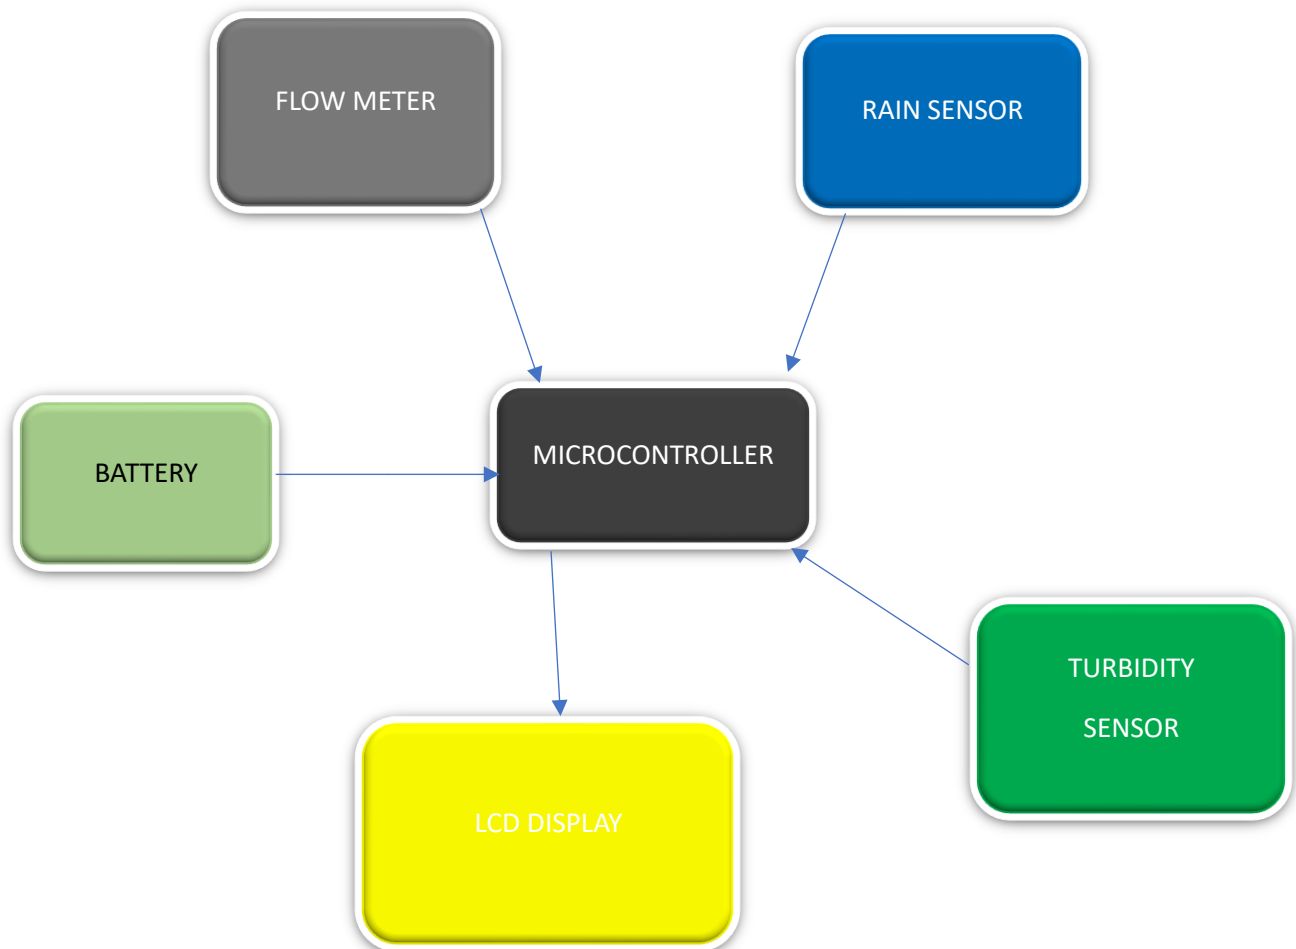 FLOW METER
RAIN SENSOR
MICROCONTROLLER
BATTERY
TURBIDITY
SENSOR
LCD DISPLAY